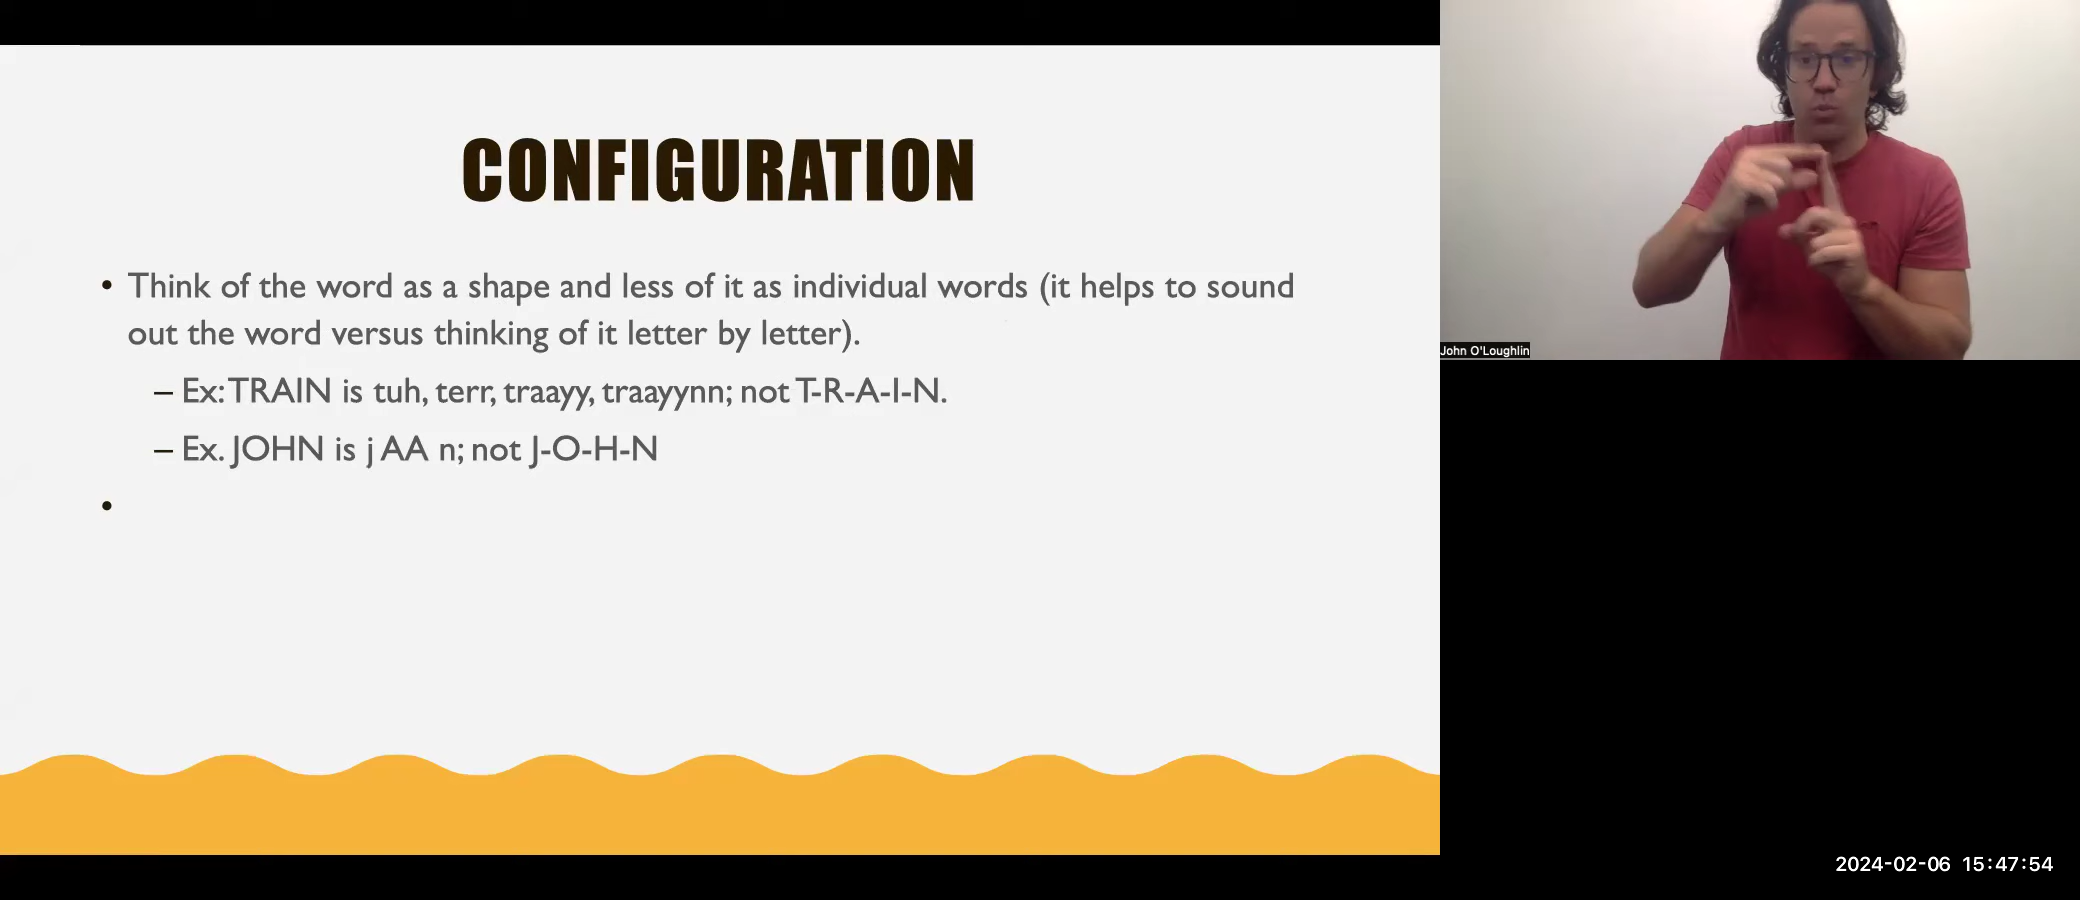 CONFIGURATION
• Think of the word as a shape and less of it as individual words (it helps to sound
out the word versus thinking of it letter by letter).
– Ex: TRAIN is tuh, terr, traayy, traayynn; not T-R-A-I-N.
– Ex. JOHN is j AA n; not J-O-H-N
•
John O'Loughlin
2024-02-06 15:47:54